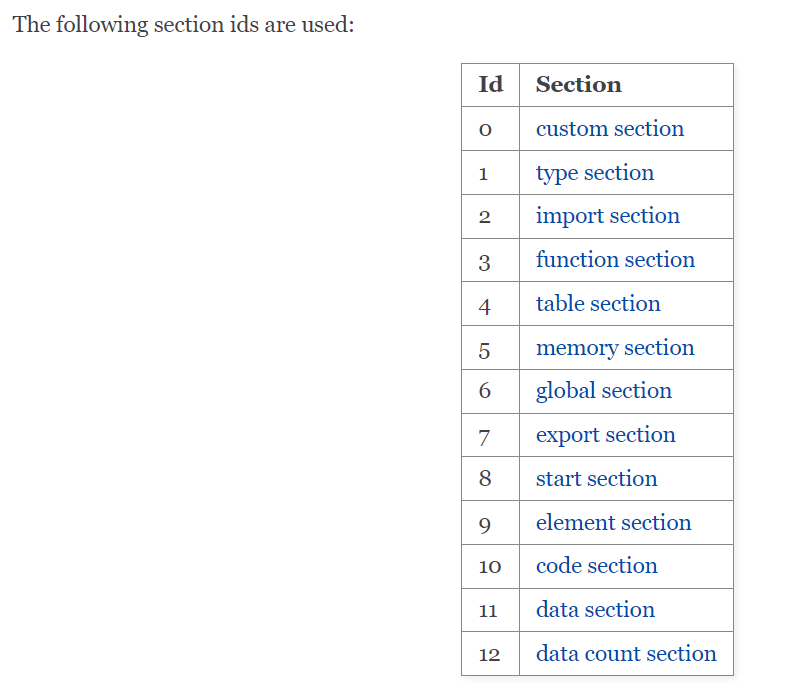 The following section ids are used:
Id Section
0 custom section
1 type section
2 import section
3 function section
4 table section
5 memory section
6 global section
7 export section
8 start section
9 element section
10 code section
11 data section
12 data count section